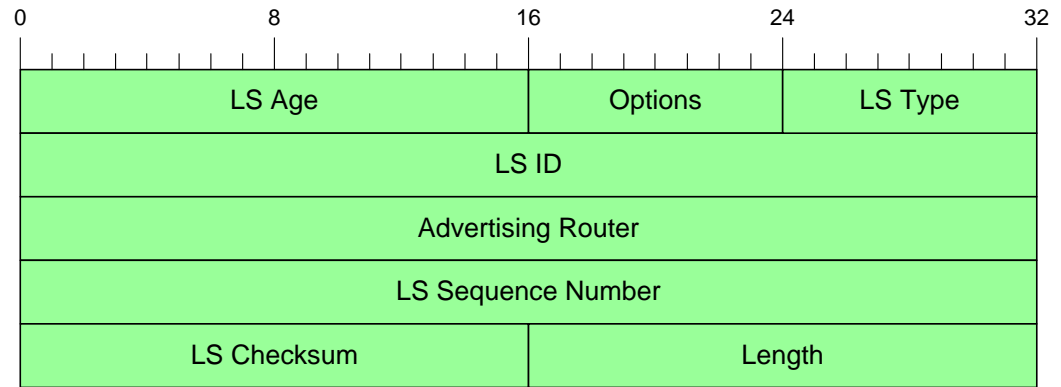 0 8 16 24 32
LS Age Options LS Type
LS ID
Advertising Router
LS Sequence Number
LS Checksum Length